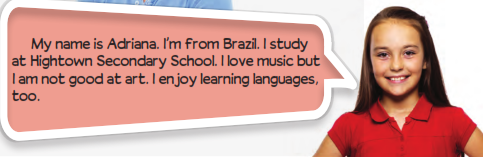 My name is Adriana. I'm from Brazil. I study
at Hightown Secondary School. I love music but
I am not good at art. I enjoy learning languages,
too.